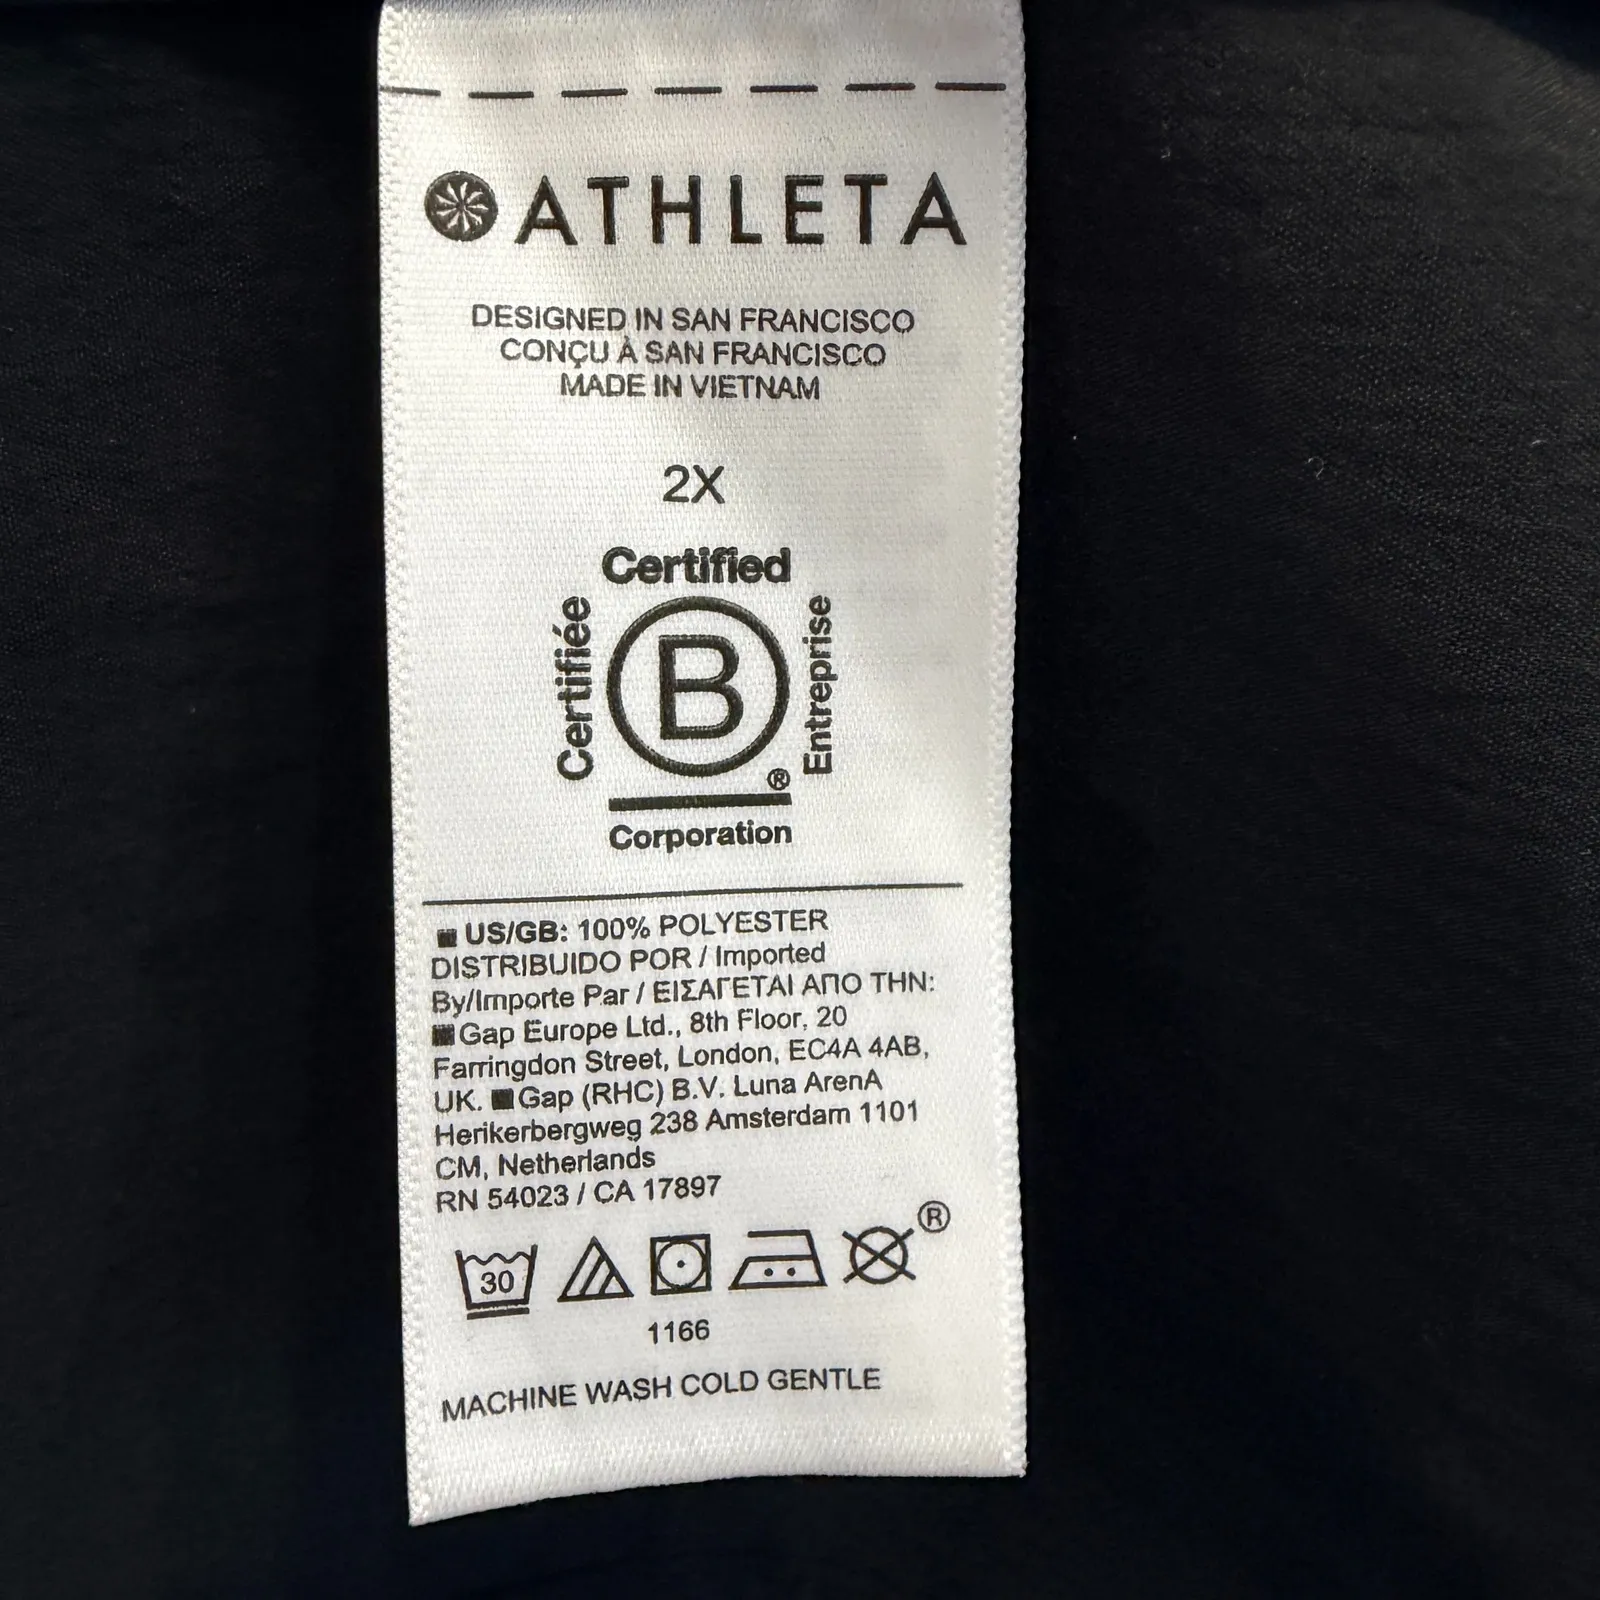 ATHLETA
DESIGNED IN SAN FRANCISCO
CONÇU À SAN FRANCISCO
MADE IN VIETNAM
2X
Certified
Certifiée
B
Entreprise
®
Corporation
US/GB: 100% POLYESTER
DISTRIBUIDO POR / Imported
By/Importe Par / ΕΙΣΑΓΕΤΑΙ ΑΠΟ ΤΗΝ:
Gap Europe Ltd., 8th Floor, 20
Farringdon Street, London, EC4A 4AB,
UK. Gap (RHC) B.V. Luna ArenA
Herikerbergweg 238 Amsterdam 1101
CM, Netherlands
RN 54023 / CA 17897
30 ®
1166
MACHINE WASH COLD GENTLE